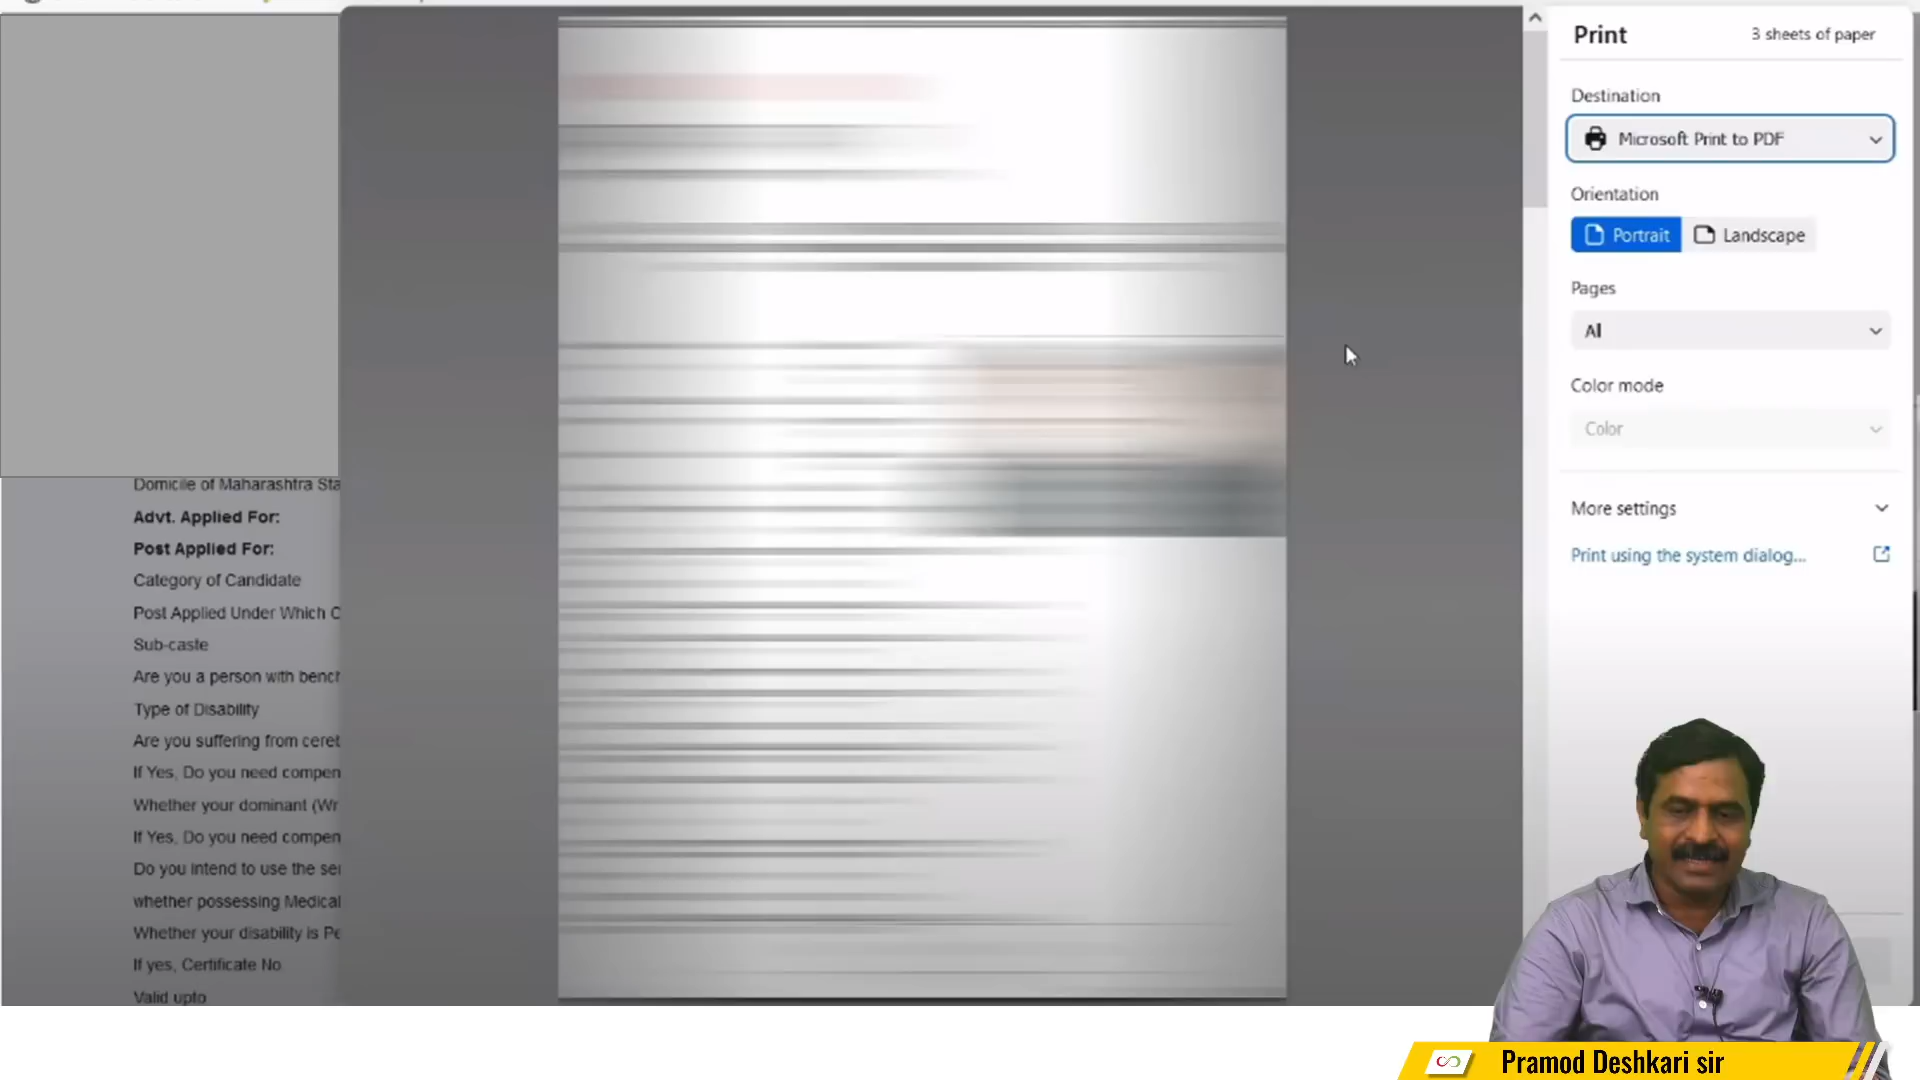 Print
3 sheets of paper
Destination
Microsoft Print to PDF
Orientation
Portrait
Landscape
Pages
All
Color mode
Color
More settings
Print using the system dialog...
Domicile of Maharashtra Sta
Advt. Applied For:
Post Applied For:
Category of Candidate
Post Applied Under Which C
Sub-caste
Are you a person with bench
Type of Disability
Are you suffering from cereb
If Yes, Do you need compen
Whether your dominant (Wr
If Yes, Do you need compen
Do you intend to use the ser
whether possessing Medical
Whether your disability is Pe
If yes, Certificate No
Valid upto
Pramod Deshkari sir